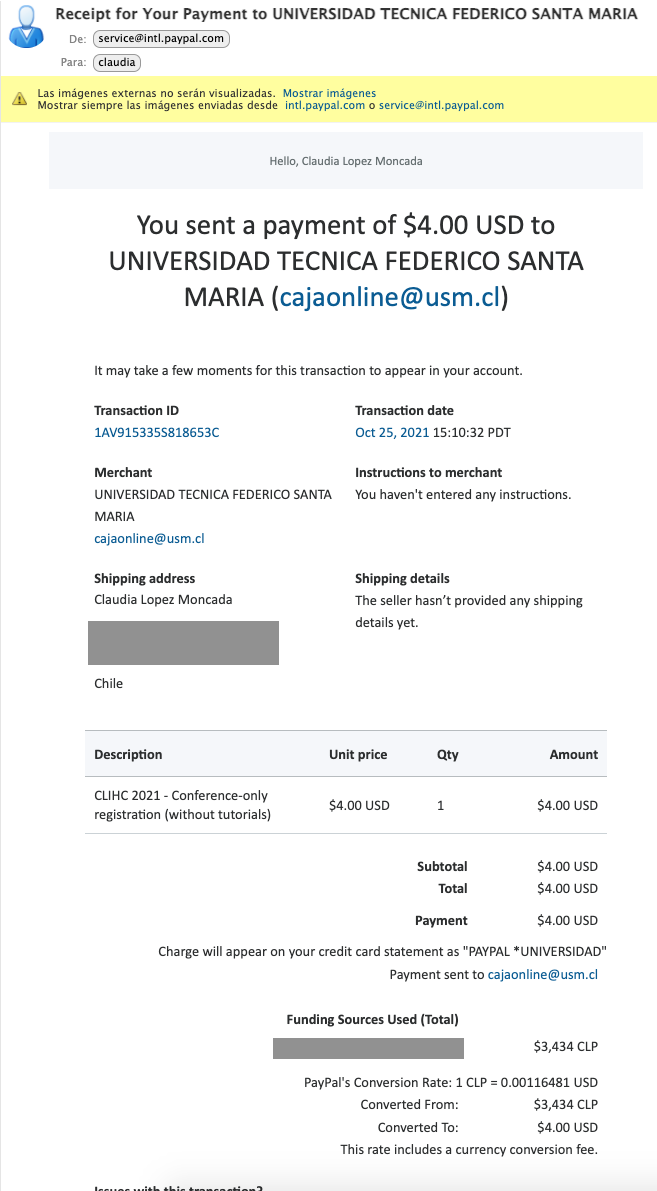 Receipt for Your Payment to UNIVERSIDAD TECNICA FEDERICO SANTA MARIA
De: service@intl.paypal.com
Para: claudia
Las imágenes externas no serán visualizadas. Mostrar imágenes
Mostrar siempre las imágenes enviadas desde intl.paypal.com o service@intl.paypal.com
Hello, Claudia Lopez Moncada
You sent a payment of $4.00 USD to
UNIVERSIDAD TECNICA FEDERICO SANTA
MARIA (cajaonline@usm.cl)
It may take a few moments for this transaction to appear in your account.
Transaction ID
1AV915335S818653C
Transaction date
Oct 25, 2021 15:10:32 PDT
Merchant
UNIVERSIDAD TECNICA FEDERICO SANTA
MARIA
cajaonline@usm.cl
Instructions to merchant
You haven't entered any instructions.
Shipping address
Claudia Lopez Moncada
Chile
Shipping details
The seller hasn’t provided any shipping
details yet.
Description Unit price Qty Amount
CLIHC 2021 - Conference-only
registration (without tutorials)
$4.00 USD 1 $4.00 USD
Subtotal $4.00 USD
Total $4.00 USD
Payment $4.00 USD
Charge will appear on your credit card statement as "PAYPAL *UNIVERSIDAD"
Payment sent to cajaonline@usm.cl
Funding Sources Used (Total)
$3,434 CLP
PayPal's Conversion Rate: 1 CLP = 0.00116481 USD
Converted From: $3,434 CLP
Converted To: $4.00 USD
This rate includes a currency conversion fee.
Issues with this transaction?